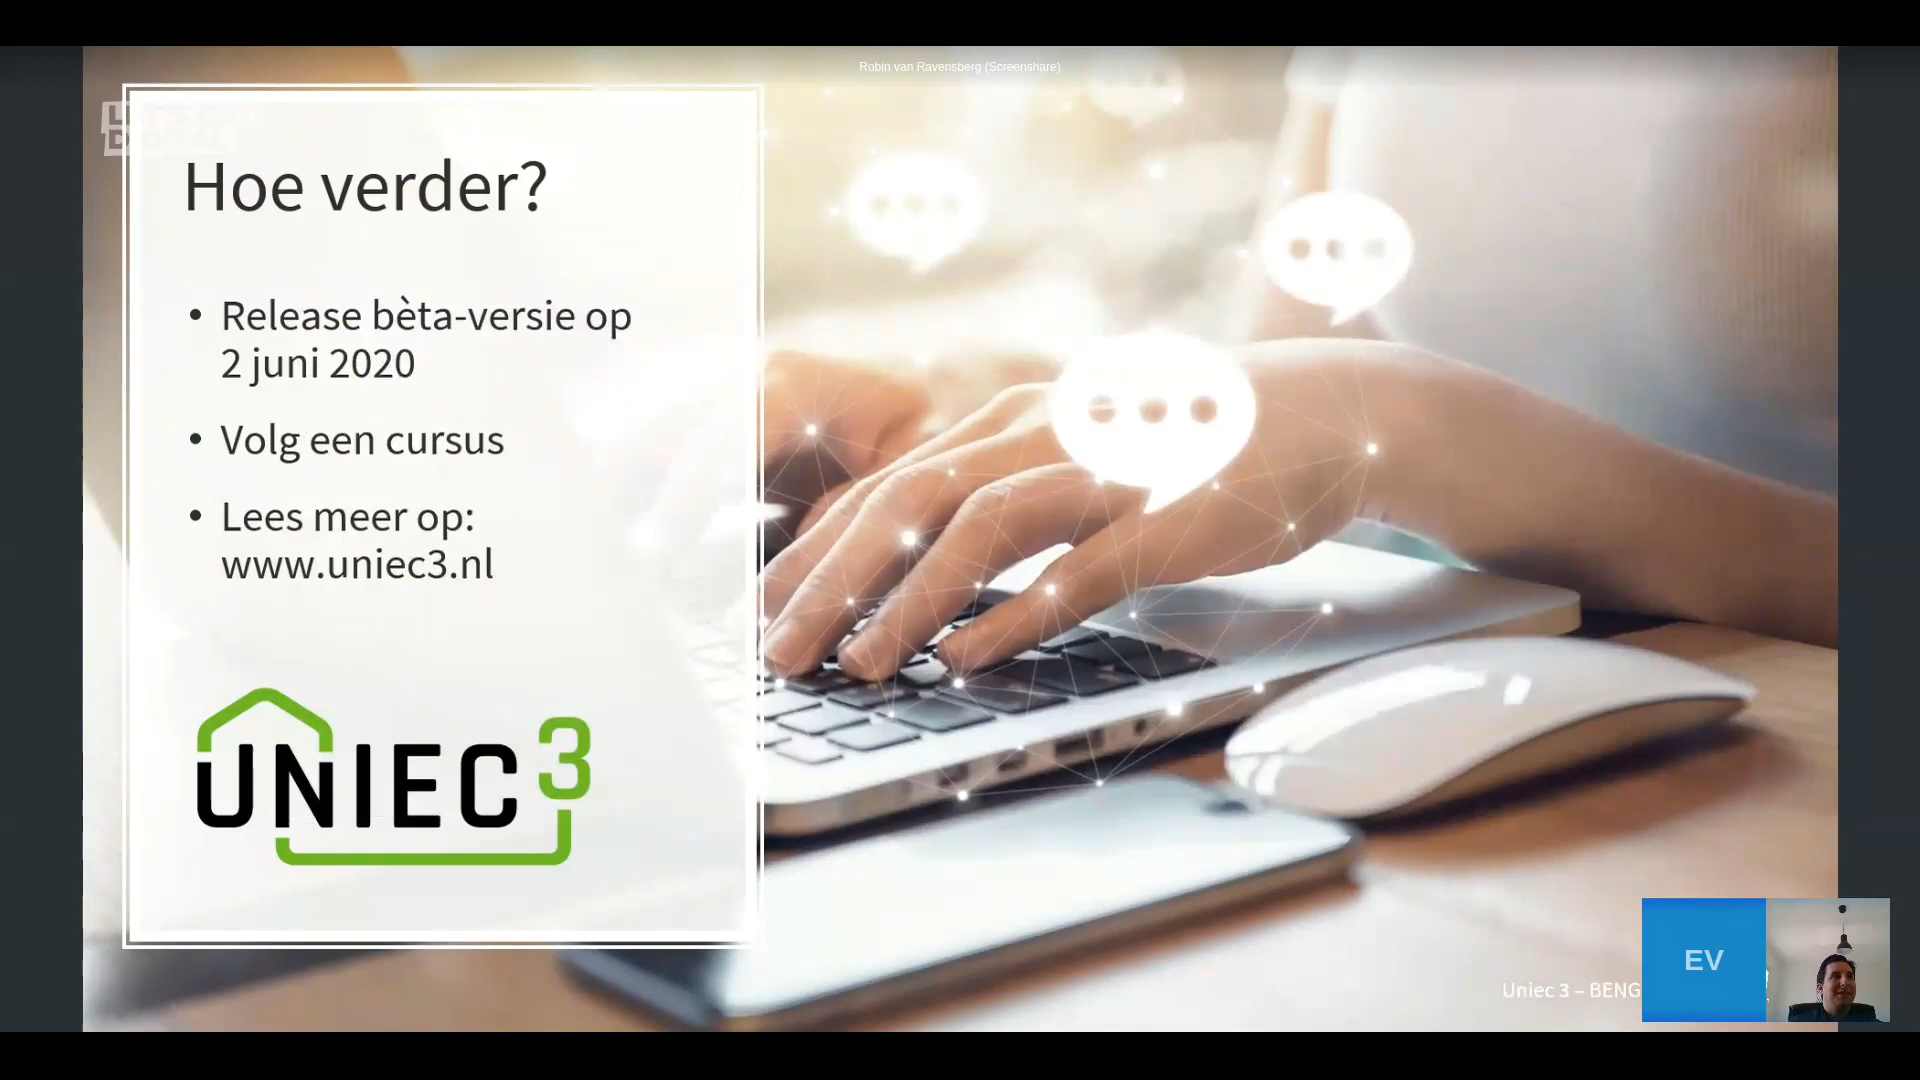 Robin van Ravensberg (Screenshare)
Hoe verder?
• Release bèta-versie op
2 juni 2020
• Volg een cursus
• Lees meer op:
www.uniec3.nl
UNIEC 3
Uniec 3 – BENG
EV